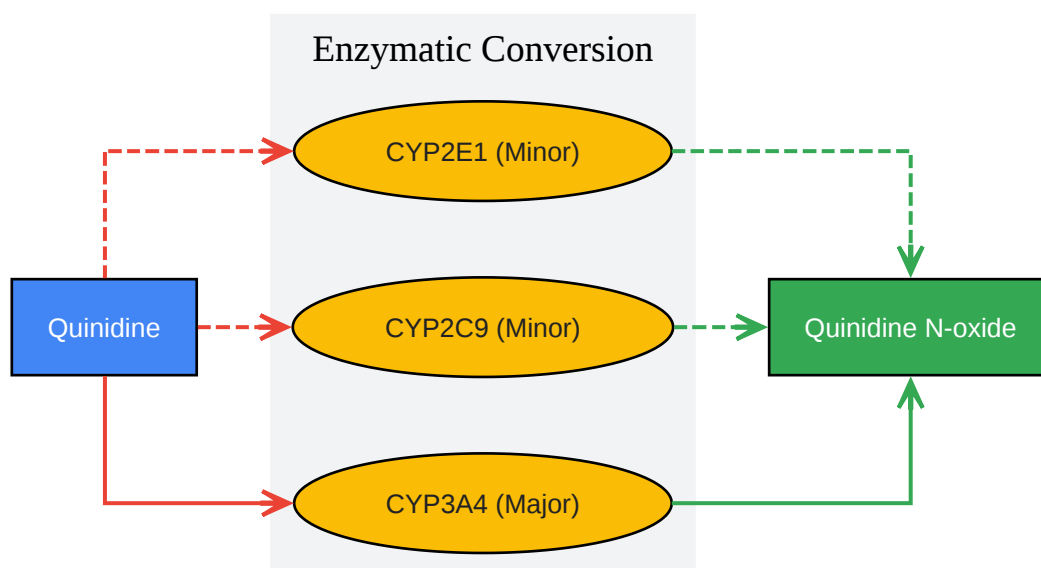 Enzymatic Conversion
CYP2E1 (Minor)
Quinidine
CYP2C9 (Minor)
Quinidine N-oxide
CYP3A4 (Major)